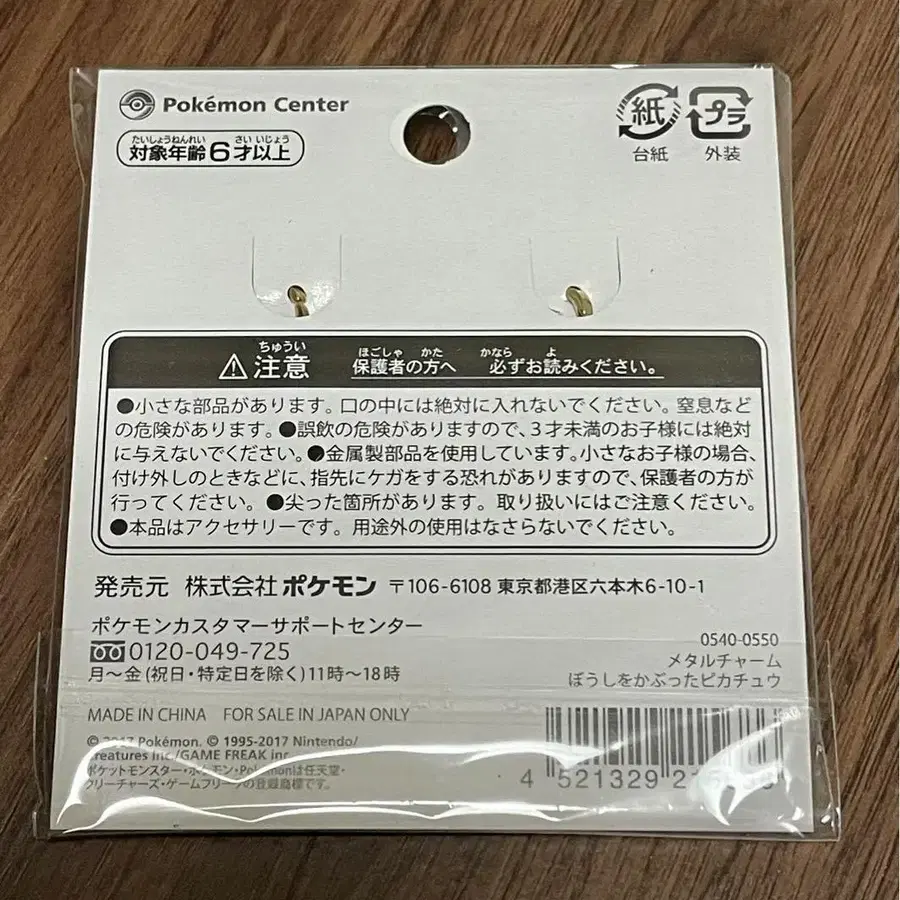 Pokémon Center
たいしょうねんれい さい いじょう
対象年齢6才以上
紙 プラ
台紙 外装
ちゅうい ほごしゃ かた かなら よ
注意 保護者の方へ 必ずお読みください。
●小さな部品があります。口の中には絶対に入れないでください。窒息など
の危険があります。●誤飲の危険がありますので、3才未満のお子様には絶対
に与えないでください。●金属製部品を使用しています。小さなお子様の場合、
付け外しのときなどに、指先にケガをする恐れがありますので、保護者の方が
行ってください。●尖った箇所があります。取り扱いにはご注意ください。
●本品はアクセサリーです。用途外の使用はなさらないでください。
発売元 株式会社ポケモン 〒106-6108 東京都港区六本木6-10-1
ポケモンカスタマーサポートセンター
0120-049-725
月～金(祝日・特定日を除く)11時～18時
0540-0550
メタルチャーム
ぼうしをかぶったピカチュウ
MADE IN CHINA FOR SALE IN JAPAN ONLY
© 2017 Pokémon. © 1995-2017 Nintendo/
Creatures Inc./GAME FREAK inc.
ポケットモンスター・ポケモン・Pokémonは任天堂・
クリーチャーズ・ゲームフリークの登録商標です。
4 521329